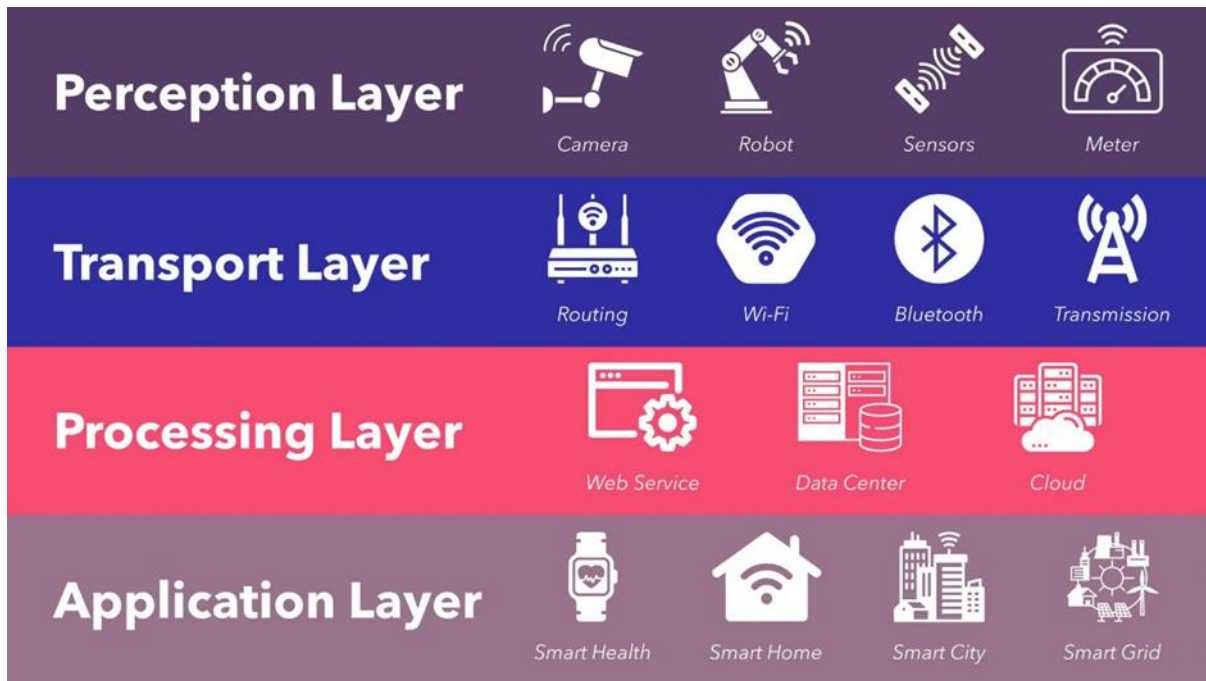 Perception Layer
Camera
Robot
Sensors
Meter
Transport Layer
Routing
Wi-Fi
Bluetooth
Transmission
Processing Layer
Web Service
Data Center
Cloud
Application Layer
Smart Health
Smart Home
Smart City
Smart Grid